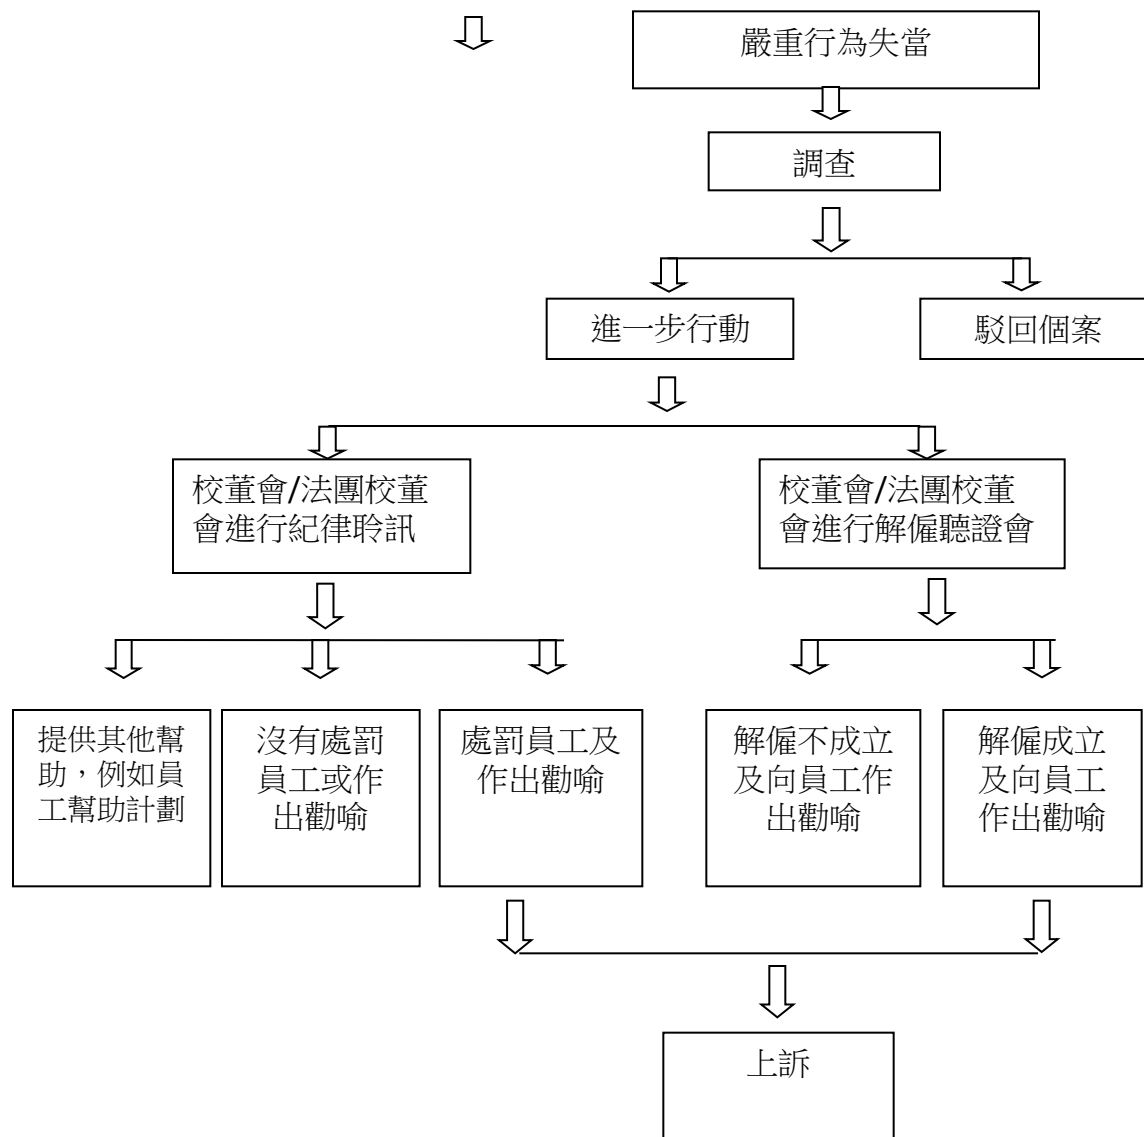 嚴重行為失當
調查
進一步行動
駁回個案
校董會/法團校董
會進行紀律聆訊
校董會/法團校董
會進行解僱聽證會
提供其他幫
助，例如員
工幫助計劃
沒有處罰
員工或作
出勸喻
處罰員工及
作出勸喻
解僱不成立
及向員工作
出勸喻
解僱成立
及向員工
作出勸喻
上訴